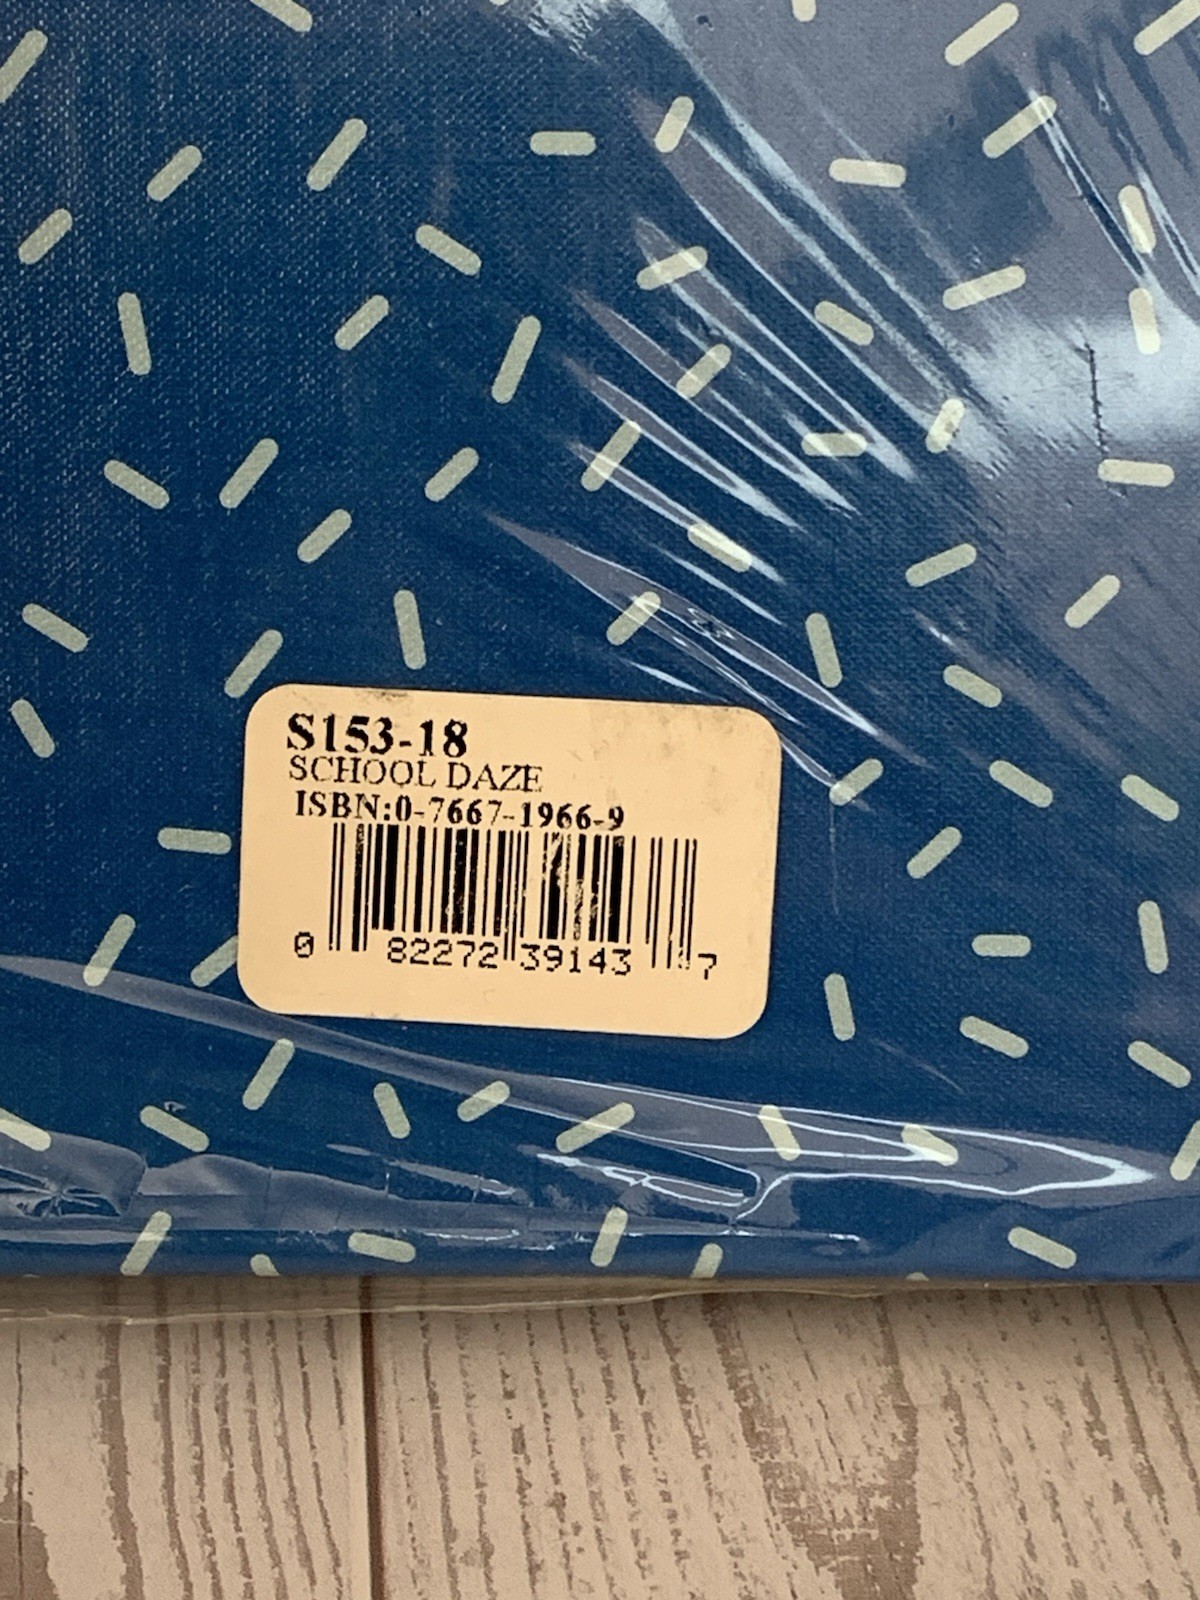 S153-18
SCHOOL DAZE
ISBN:0-7667-1966-9
0 82272 39143 7